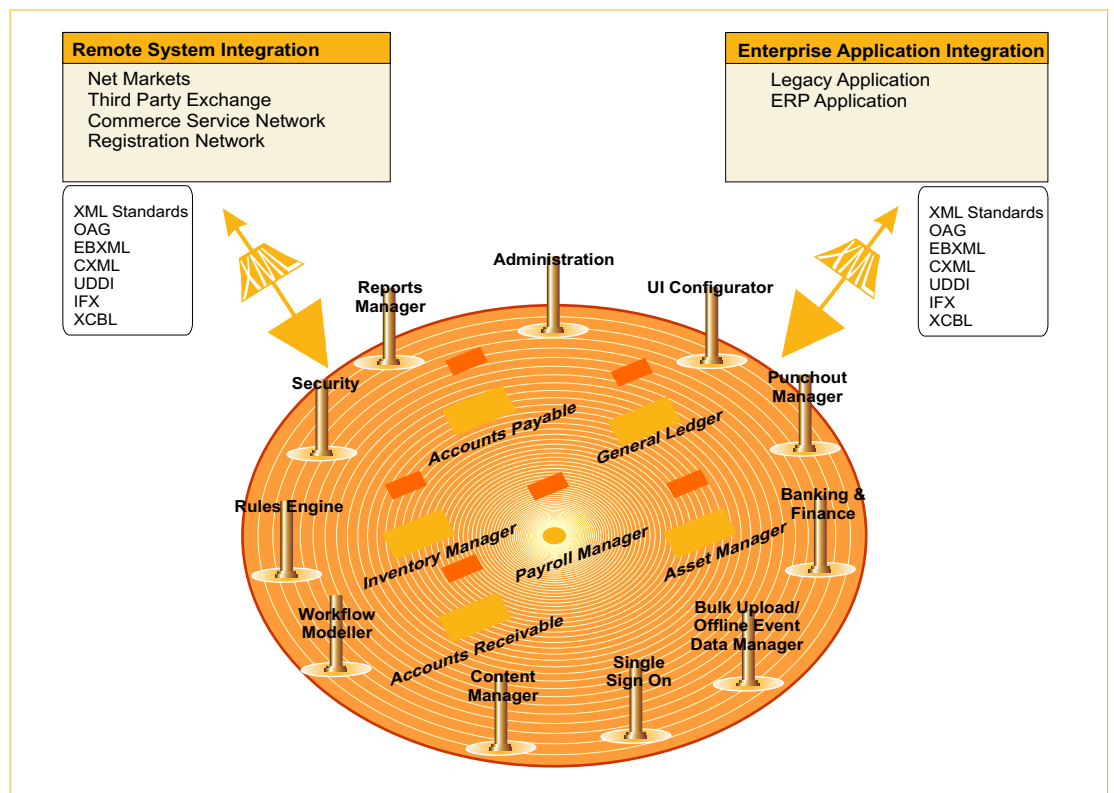 Remote System Integration
Net Markets
Third Party Exchange
Commerce Service Network
Registration Network
Enterprise Application Integration
Legacy Application
ERP Application
XML Standards
OAG
EBXML
CXML
UDDI
IFX
XCBL
XML
XML
XML Standards
OAG
EBXML
CXML
UDDI
IFX
XCBL
Administration
Reports
Manager
UI Configurator
Security
Punchout
Manager
Accounts Payable
General Ledger
Rules Engine
Banking &
Finance
Inventory Manager
Payroll Manager
Asset Manager
Workflow
Modeller
Accounts Receivable
Bulk Upload/
Offline Event
Data Manager
Content
Manager
Single
Sign On